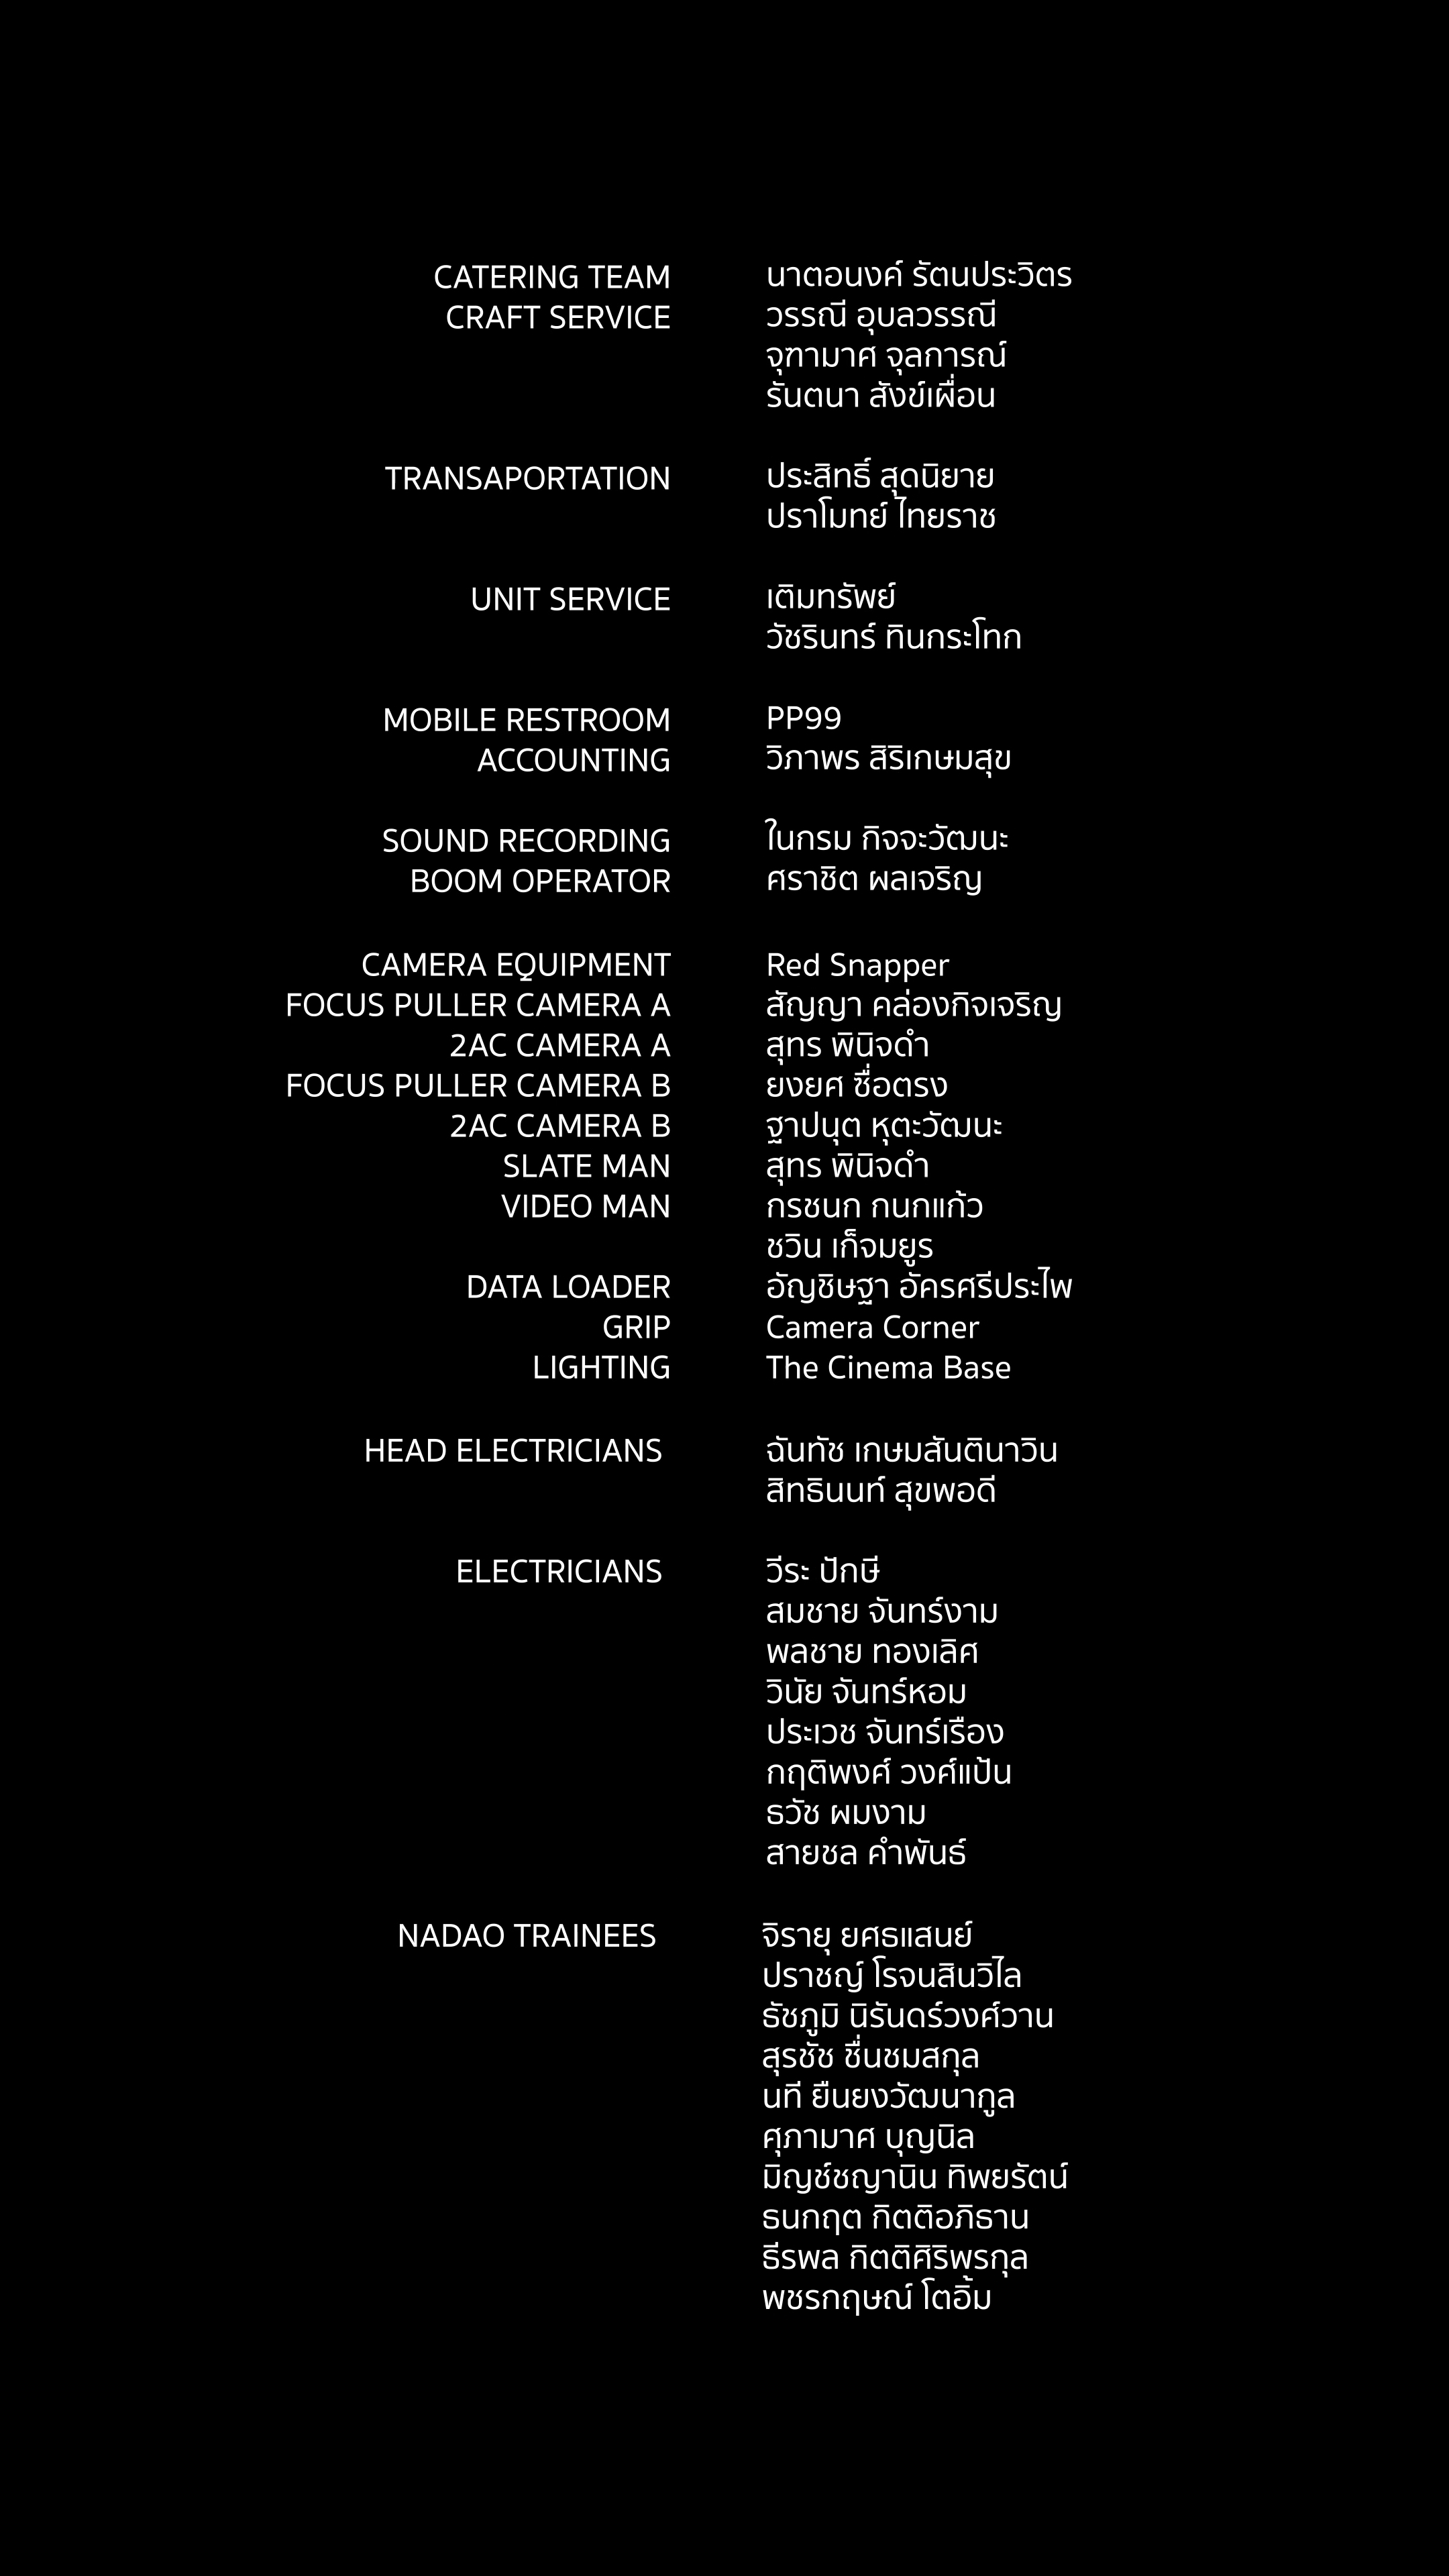 CATERING TEAM นาตอนงค์ รัตนประวิตร
CRAFT SERVICE วรรณี อุบลวรรณี
จุฑามาศ จุลการณ์
รันตนา สังข์เผื่อน
TRANSAPORTATION ประสิทธิ์ สุดนิยาย
ปราโมทย์ ไทยราช
UNIT SERVICE เติมทรัพย์
วัชรินทร์ ทินกระโทก
MOBILE RESTROOM PP99
ACCOUNTING วิภาพร สิริเกษมสุข
SOUND RECORDING ในกรม กิจจะวัฒนะ
BOOM OPERATOR ศราชิต ผลเจริญ
CAMERA EQUIPMENT Red Snapper
FOCUS PULLER CAMERA A สัญญา คล่องกิจเจริญ
2AC CAMERA A สุทร พินิจดำ
FOCUS PULLER CAMERA B ยงยศ ซื่อตรง
2AC CAMERA B ฐาปนุต หุตะวัฒนะ
SLATE MAN สุทร พินิจดำ
VIDEO MAN กรชนก กนกแก้ว
ชวิน เก็จมยูร
DATA LOADER อัญชิษฐา อัครศรีประไพ
GRIP Camera Corner
LIGHTING The Cinema Base
HEAD ELECTRICIANS ฉันทัช เกษมสันตินาวิน
สิทธินนท์ สุขพอดี
ELECTRICIANS วีระ ปักษี
สมชาย จันทร์งาม
พลชาย ทองเลิศ
วินัย จันทร์หอม
ประเวช จันทร์เรือง
กฤติพงศ์ วงศ์แป้น
ธวัช ผมงาม
สายชล คำพันธ์
NADAO TRAINEES จิรายุ ยศธแสนย์
ปราชญ์ โรจนสินวิไล
ธัชภูมิ นิรันดร์วงศ์วาน
สุรชัช ชื่นชมสกุล
นที ยืนยงวัฒนากูล
ศุภามาศ บุญนิล
มิญช์ชญานิน ทิพยรัตน์
ธนกฤต กิตติอภิธาน
ธีรพล กิตติศิริพรกุล
พชรกฤษณ์ โตอิ้ม